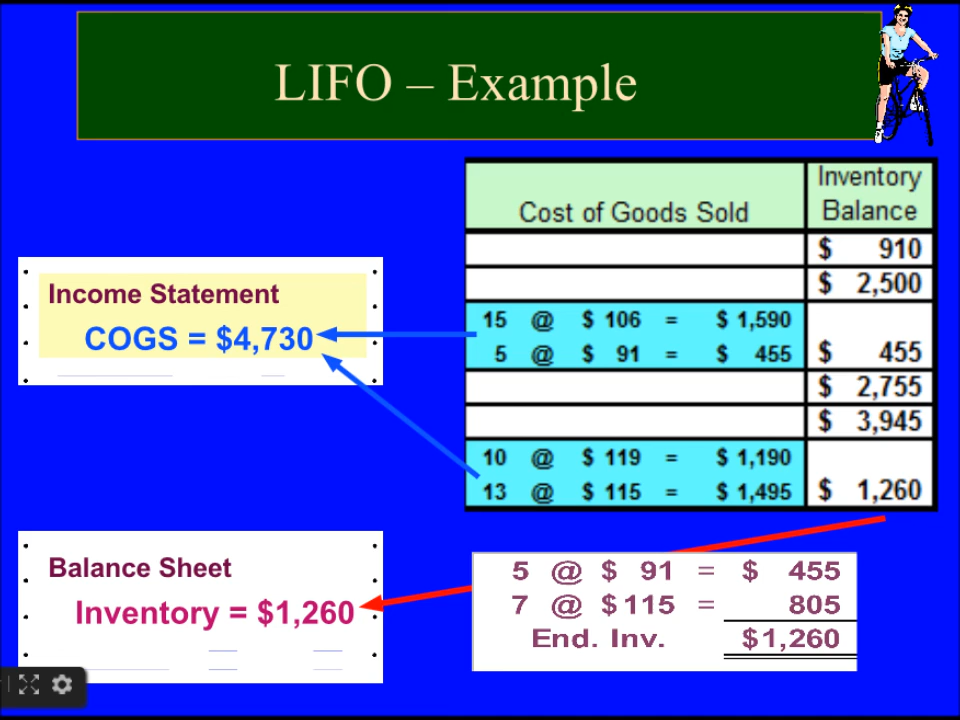 LIFO – Example
Cost of Goods Sold
Inventory
Balance
$ 910
$ 2,500
15 @ $ 106 = $ 1,590
5 @ $ 91 = $ 455 $ 455
$ 2,755
$ 3,945
10 @ $ 119 = $ 1,190
13 @ $ 115 = $ 1,495 $ 1,260
Income Statement
COGS = $4,730
Balance Sheet
Inventory = $1,260
5 @ $ 91 = $ 455
7 @ $115 = 805
End. Inv. $1,260